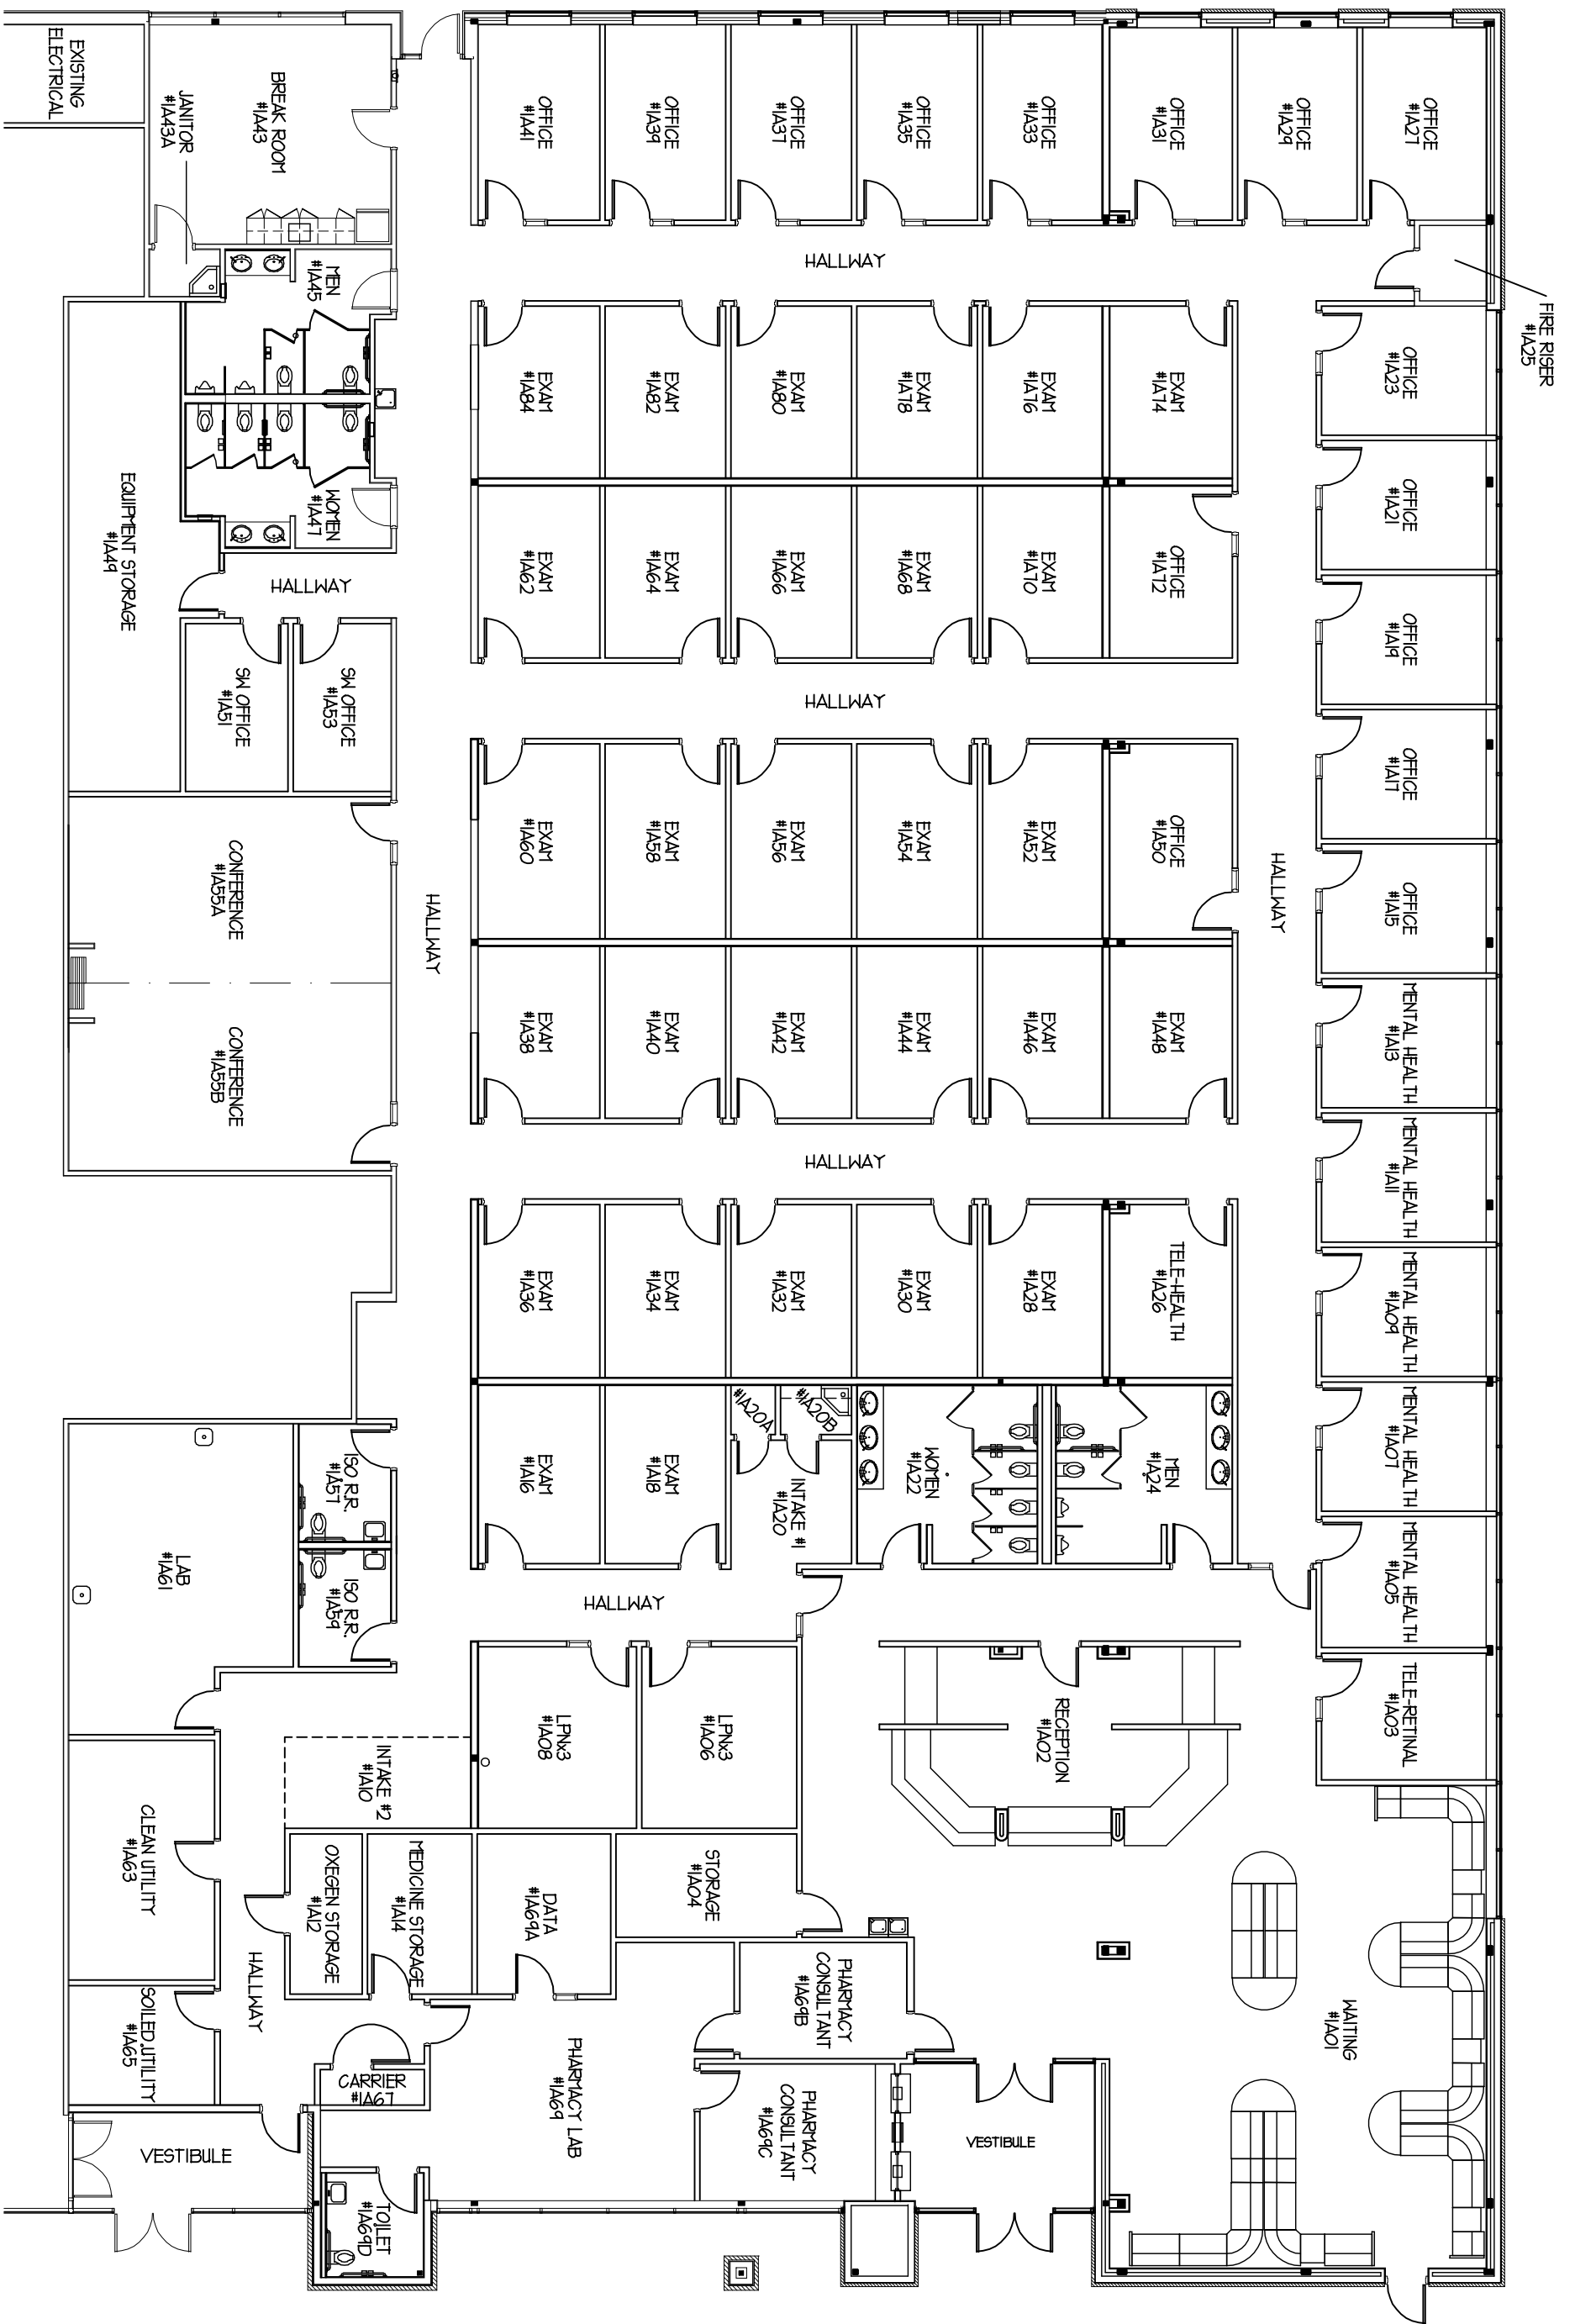 EXISTING
ELECTRICAL
JANITOR
#1A43A
BREAK ROOM
#1A43
OFFICE
#1A41
OFFICE
#1A39
OFFICE
#1A37
OFFICE
#1A35
OFFICE
#1A33
OFFICE
#1A31
OFFICE
#1A29
OFFICE
#1A27
HALLWAY
FIRE RISER
#1A25
MEN
#1A45
EXAM
#1A84
EXAM
#1A82
EXAM
#1A80
EXAM
#1A78
EXAM
#1A76
EXAM
#1A74
OFFICE
#1A23
EQUIPMENT STORAGE
#1A49
WOMEN
#1A47
HALLWAY
EXAM
#1A62
EXAM
#1A64
EXAM
#1A66
EXAM
#1A68
EXAM
#1A70
OFFICE
#1A72
OFFICE
#1A21
OFFICE
#1A19
SW OFFICE
#1A51
SW OFFICE
#1A53
HALLWAY
OFFICE
#1A17
CONFERENCE
#1A55A
EXAM
#1A60
EXAM
#1A58
EXAM
#1A56
EXAM
#1A54
EXAM
#1A52
OFFICE
#1A50
HALLWAY
HALLWAY
OFFICE
#1A15
CONFERENCE
#1A55B
EXAM
#1A38
EXAM
#1A40
EXAM
#1A42
EXAM
#1A44
EXAM
#1A46
EXAM
#1A48
MENTAL HEALTH
#1A13
HALLWAY
MENTAL HEALTH
#1A11
EXAM
#1A36
EXAM
#1A34
EXAM
#1A32
EXAM
#1A30
EXAM
#1A28
TELE-HEALTH
#1A26
MENTAL HEALTH
#1A09
#1A20A
#1A20B
MENTAL HEALTH
#1A07
ISO R.R.
#1A57
EXAM
#1A16
EXAM
#1A18
INTAKE #1
#1A20
WOMEN
#1A22
MEN
#1A24
LAB
#1A61
ISO R.R.
#1A59
HALLWAY
MENTAL HEALTH
#1A05
INTAKE #2
#1A10
LPNx3
#1A08
LPNx3
#1A06
RECEPTION
#1A02
TELE-RETINAL
#1A03
CLEAN UTILITY
#1A63
OXEGEN STORAGE
#1A12
MEDICINE STORAGE
#1A14
DATA
#1A69A
STORAGE
#1A04
HALLWAY
PHARMACY
CONSULTANT
#1A69B
WAITING
#1A01
SOILED UTILITY
#1A65
CARRIER
#1A67
PHARMACY LAB
#1A69
PHARMACY
CONSULTANT
#1A69C
VESTIBULE
VESTIBULE
TOILET
#1A69D